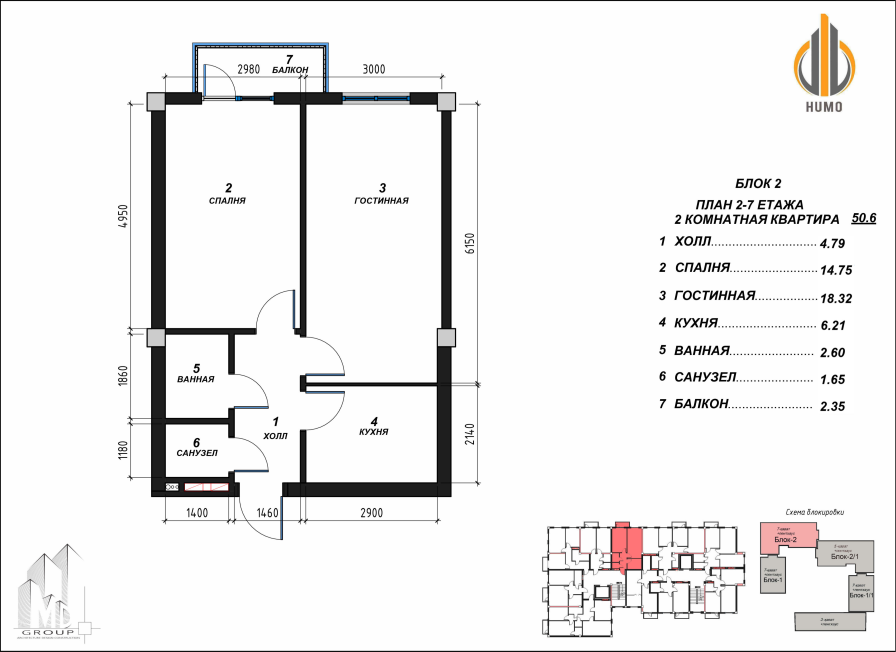 HUMO
7
БАЛКОН
2980
3000
4950
2
СПАЛНЯ
3
ГОСТИННАЯ
6150
1860
5
ВАННАЯ
1180
6
САНУЗЕЛ
1
ХОЛЛ
4
КУХНЯ
2140
1400
1460
2900
БЛОК 2
ПЛАН 2-7 ЕТАЖА
2 КОМНАТНАЯ КВАРТИРА 50.6
1 ХОЛЛ............................ 4.79
2 СПАЛНЯ....................... 14.75
3 ГОСТИННАЯ................. 18.32
4 КУХНЯ.......................... 6.21
5 ВАННАЯ....................... 2.60
6 САНУЗЕЛ..................... 1.65
7 БАЛКОН....................... 2.35
Схема блокировки
Блок-2
Блок-2/1
Блок-1
Блок-1/1
GROUP